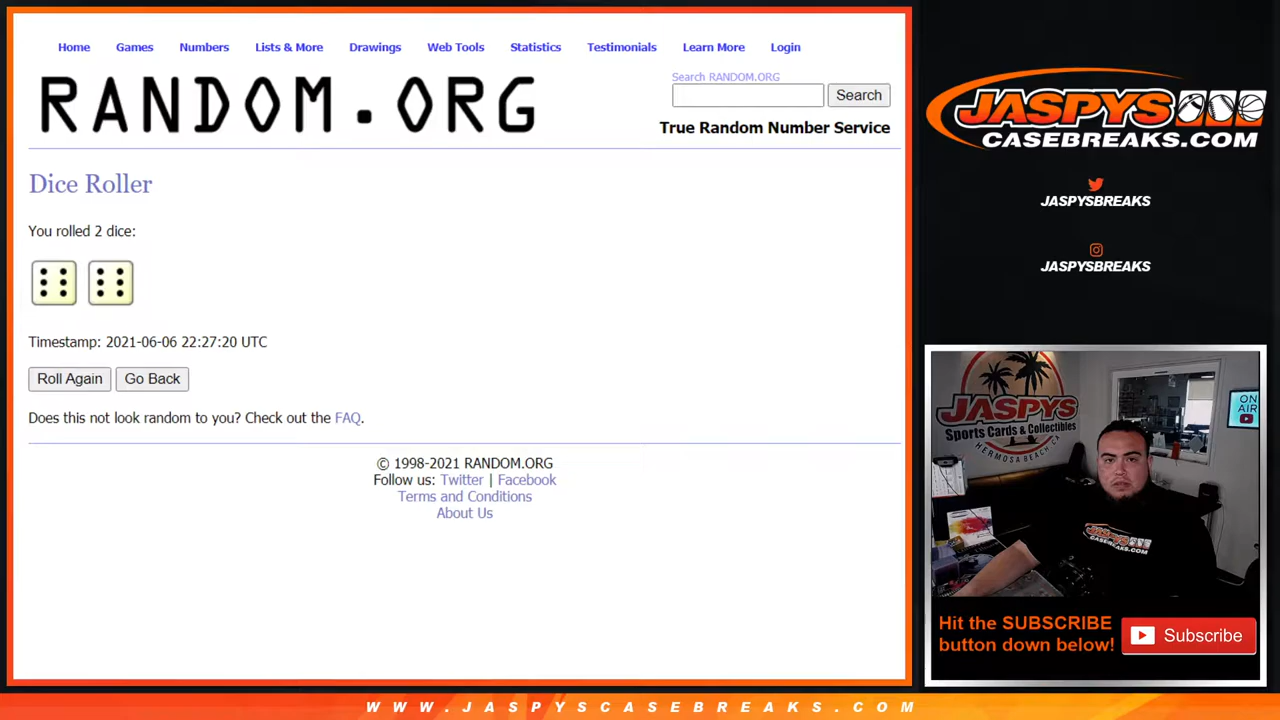 Home Games Numbers Lists & More Drawings Web Tools Statistics Testimonials Learn More Login
RANDOM.ORG
Search RANDOM.ORG
Search
True Random Number Service
Dice Roller
You rolled 2 dice:
Timestamp: 2021-06-06 22:27:20 UTC
Roll Again Go Back
Does this not look random to you? Check out the FAQ.
© 1998-2021 RANDOM.ORG
Follow us: Twitter | Facebook
Terms and Conditions
About Us
JASPYS
CASEBREAKS.COM
JASPYSBREAKS
JASPYSBREAKS
JASPYS
Sports Cards & Collectibles
HERMOSA BEACH, CA
ON
AIR
JASPYS
CASEBREAKS.COM
Hit the SUBSCRIBE
button down below!
Subscribe
WWW.JASPYSCASEBREAKS.COM